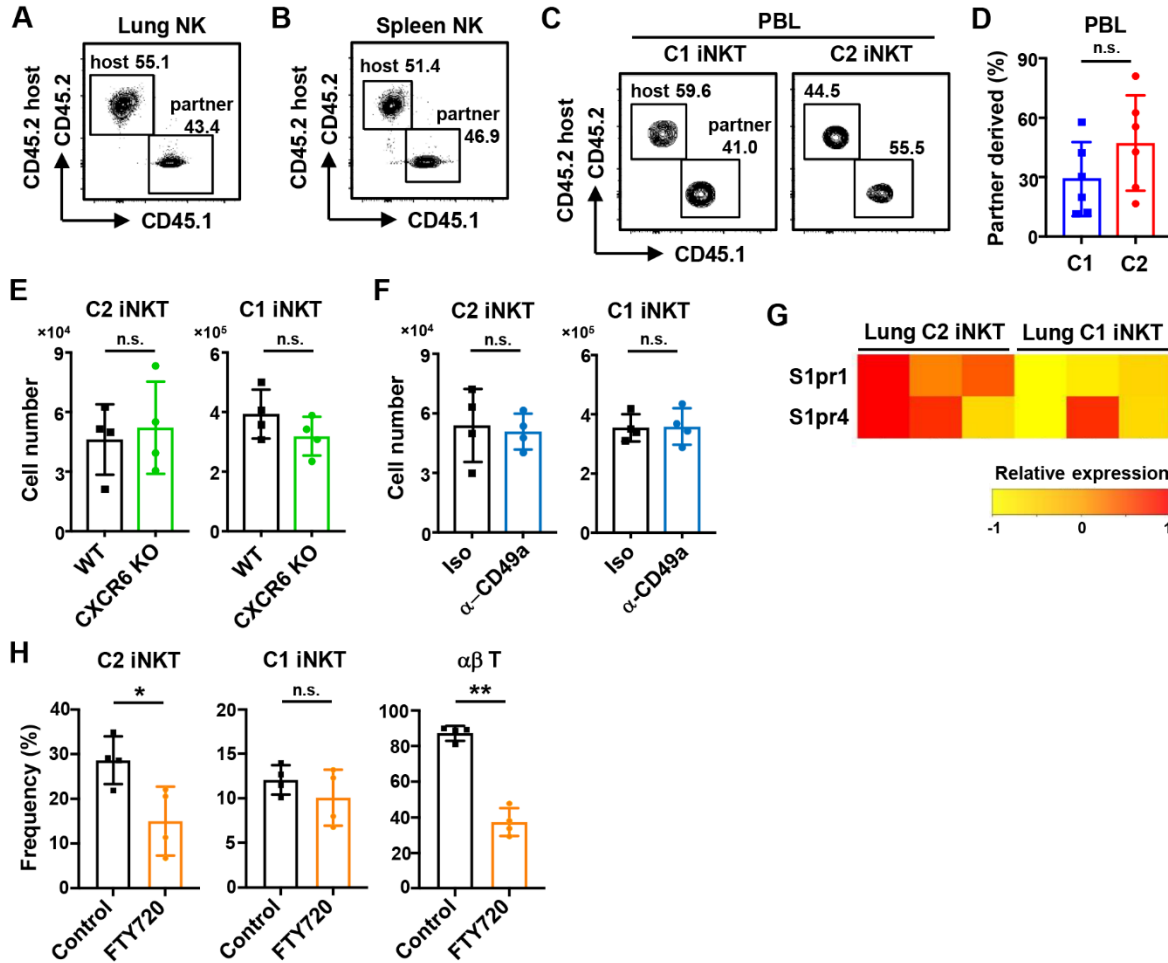 A
Lung NK
host 55.1
partner
43.4
CD45.2 host
CD45.2
CD45.1
B
Spleen NK
host 51.4
partner
46.9
CD45.2 host
CD45.2
CD45.1
C
PBL
C1 iNKT
C2 iNKT
host 59.6
partner
41.0
44.5
55.5
CD45.2 host
CD45.2
CD45.1
D
PBL
n.s.
Partner derived (%)
90
60
30
0
C1
C2
E
C2 iNKT
×10⁴
n.s.
Cell number
9
6
3
0
WT
CXCR6 KO
C1 iNKT
×10⁵
n.s.
6
4
2
0
WT
CXCR6 KO
F
C2 iNKT
×10⁴
n.s.
Cell number
9
6
3
0
Iso
α–CD49a
C1 iNKT
×10⁵
n.s.
6
4
2
0
Iso
α-CD49a
G
Lung C2 iNKT
Lung C1 iNKT
S1pr1
S1pr4
Relative expression
-1
0
1
H
C2 iNKT
*
Frequency (%)
40
30
20
10
0
Control
FTY720
C1 iNKT
n.s.
20
15
10
5
0
Control
FTY720
αβ T
**
100
80
60
40
20
0
Control
FTY720